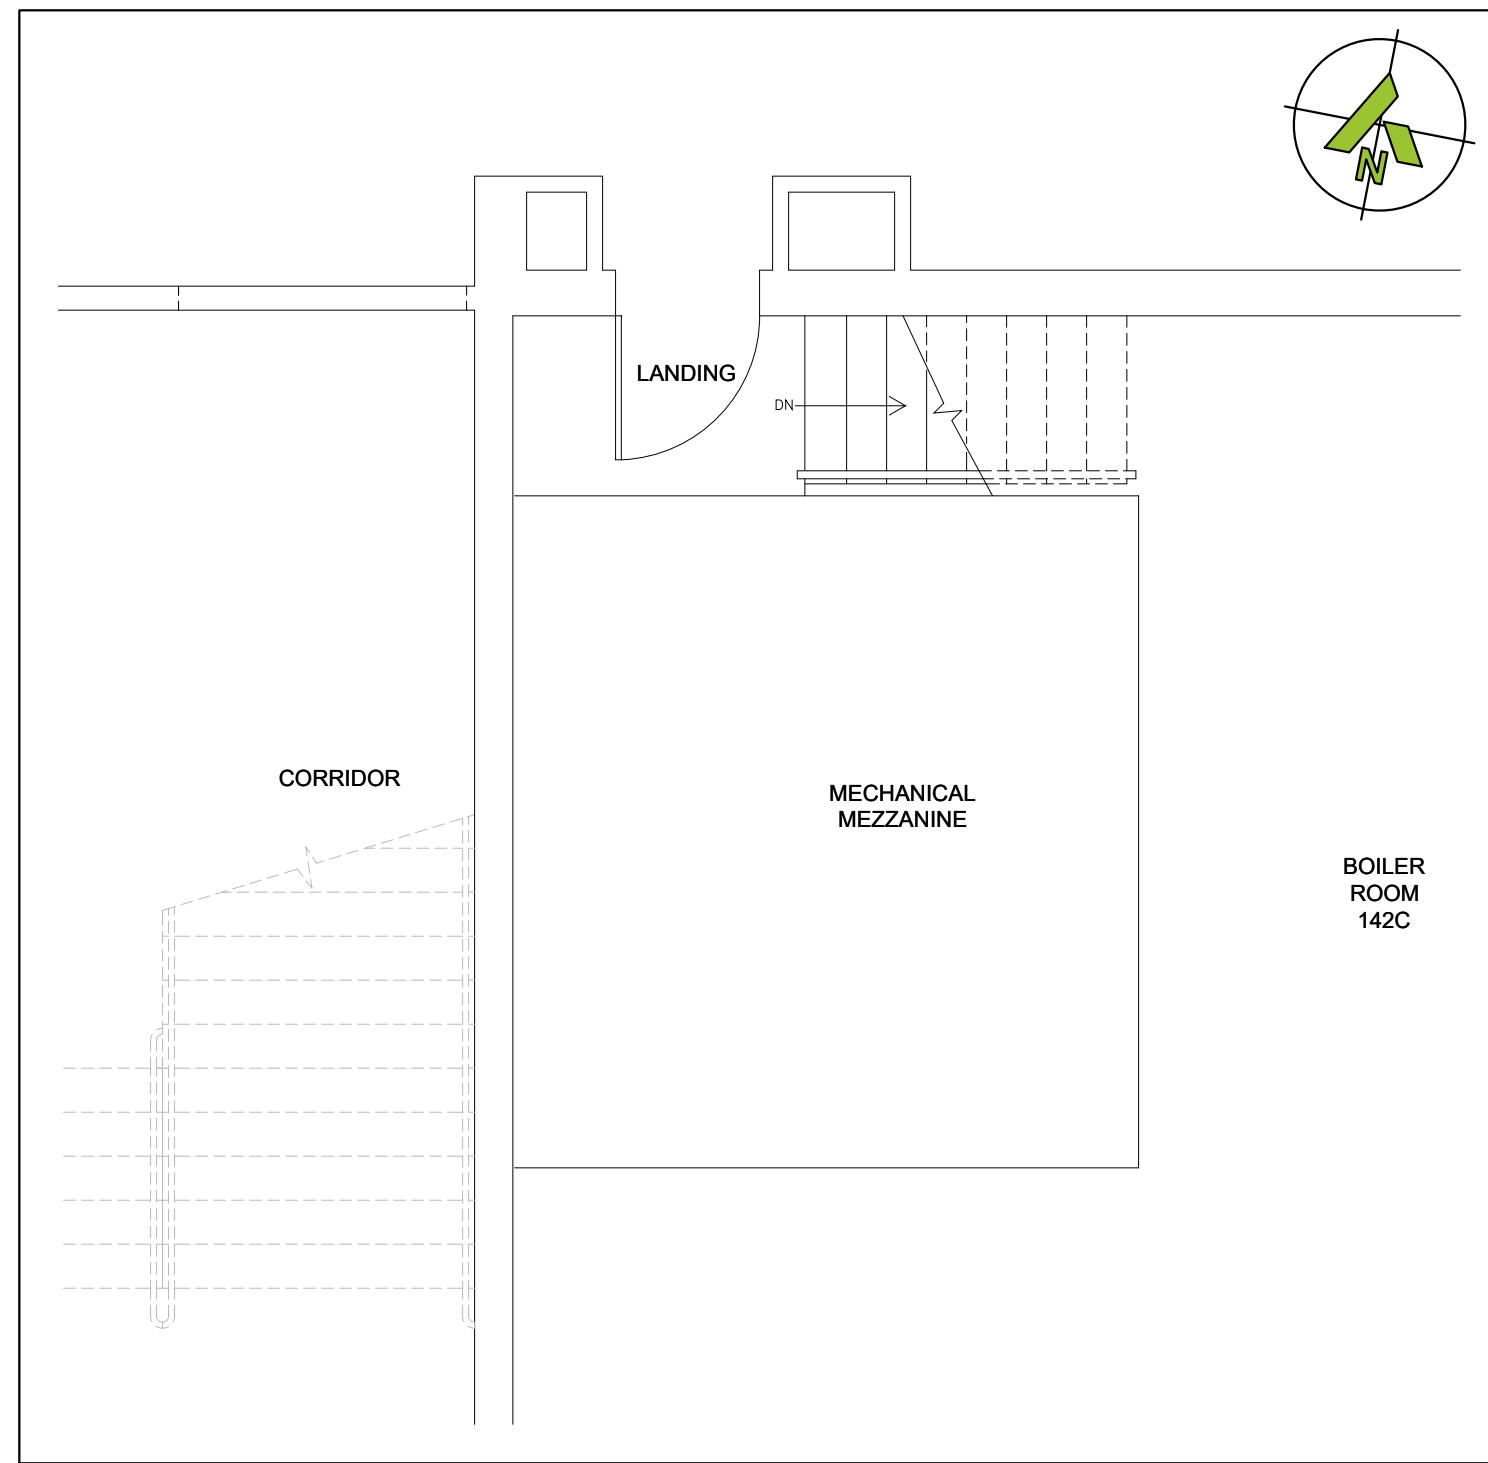 N
LANDING
DN
CORRIDOR
MECHANICAL
MEZZANINE
BOILER
ROOM
142C